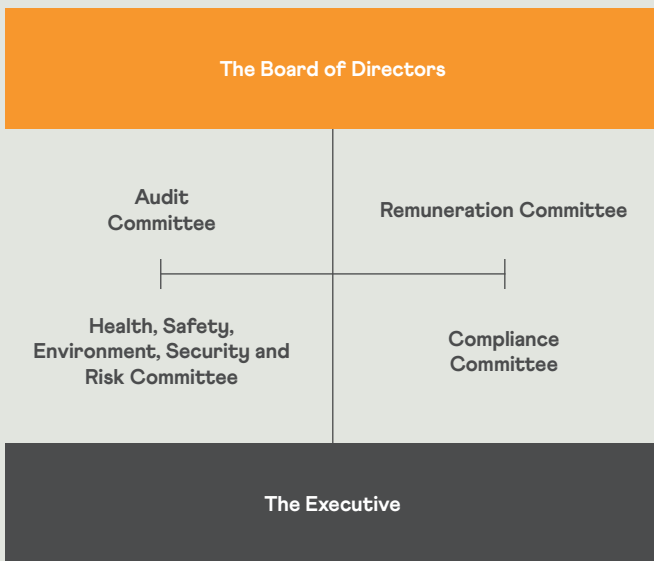 The Board of Directors
Audit
Committee
Remuneration Committee
Health, Safety,
Environment, Security and
Risk Committee
Compliance
Committee
The Executive